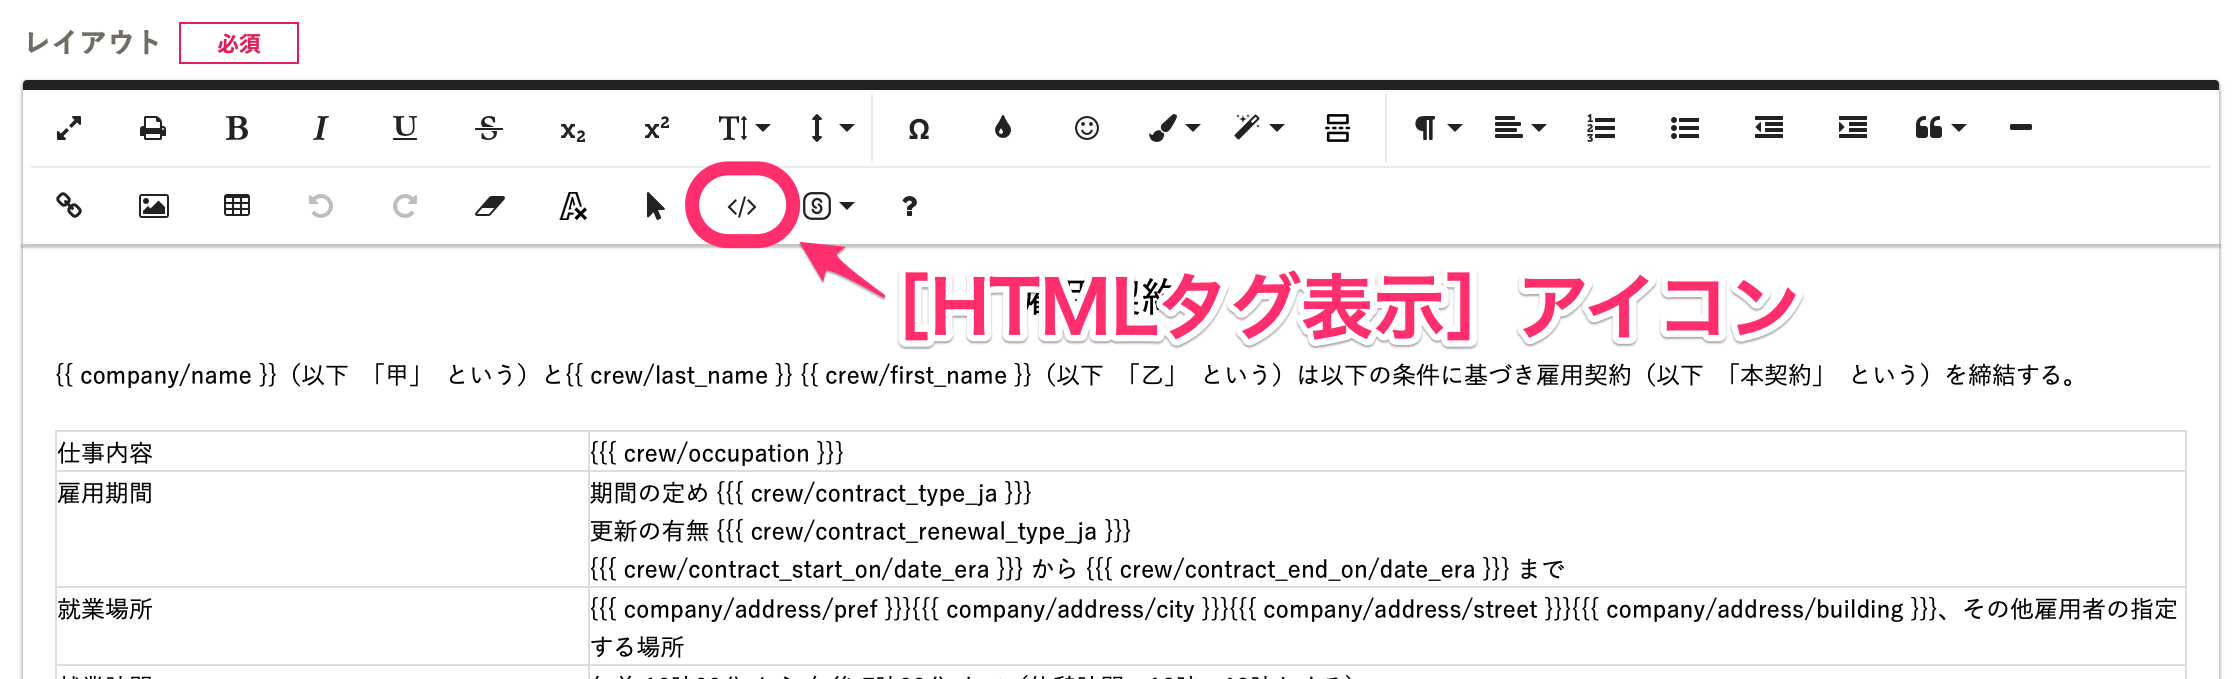 レイアウト 必須
[HTMLタグ表示] アイコン
{{ company/name }}（以下 「甲」 という）と{{ crew/last_name }} {{ crew/first_name }}（以下 「乙」 という）は以下の条件に基づき雇用契約（以下 「本契約」 という）を締結する。
仕事内容 {{{ crew/occupation }}}
雇用期間 期間の定め {{{ crew/contract_type_ja }}}
更新の有無 {{{ crew/contract_renewal_type_ja }}}
{{{ crew/contract_start_on/date_era }}} から {{{ crew/contract_end_on/date_era }}} まで
就業場所 {{{ company/address/pref }}}{{{ company/address/city }}}{{{ company/address/street }}}{{{ company/address/building }}}、その他雇用者の指定
する場所